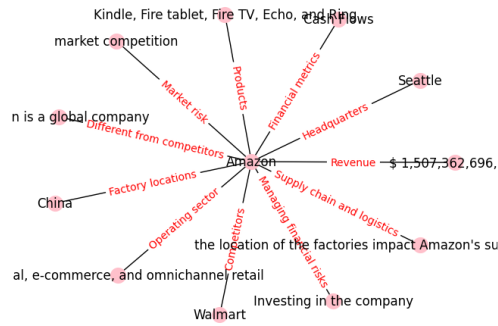 Kindle, Fire tablet, Fire TV, Echo, and Ring
Cash Flows
market competition
Products
Financial metrics
Market risk
Seattle
Headquarters
n is a global company
Different from competitors
Amazon
Revenue
$ 1,507,362,696,
Factory locations
China
Supply chain and logistics
Managing financial risks
Operating sector
Competitors
the location of the factories impact Amazon's su
al, e-commerce, and omnichannel retail
Investing in the company
Walmart